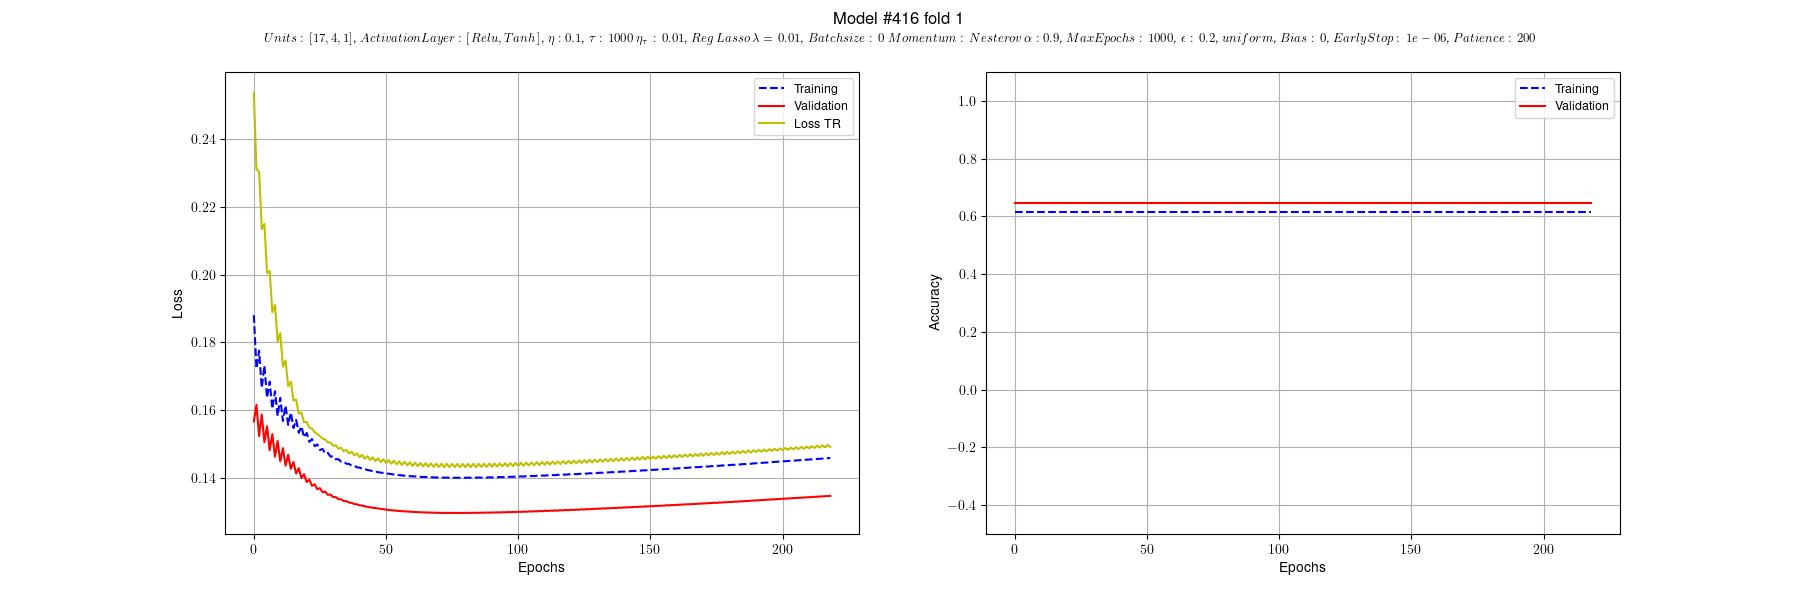 Model #416 fold 1
Units : [17, 4, 1], ActivationLayer : [Relu, Tanh], η : 0.1, τ : 1000 ητ : 0.01, Reg Lasso λ = 0.01, Batchsize : 0 Momentum : Nesterov α : 0.9, MaxEpochs : 1000, ϵ : 0.2, uniform, Bias : 0, EarlyStop : 1e − 06, Patience : 200
Training
Validation
Loss TR
0.24
0.22
0.20
0.18
0.16
0.14
Loss
0
50
100
150
200
Epochs
Training
Validation
1.0
0.8
0.6
0.4
0.2
0.0
−0.2
−0.4
Accuracy
0
50
100
150
200
Epochs